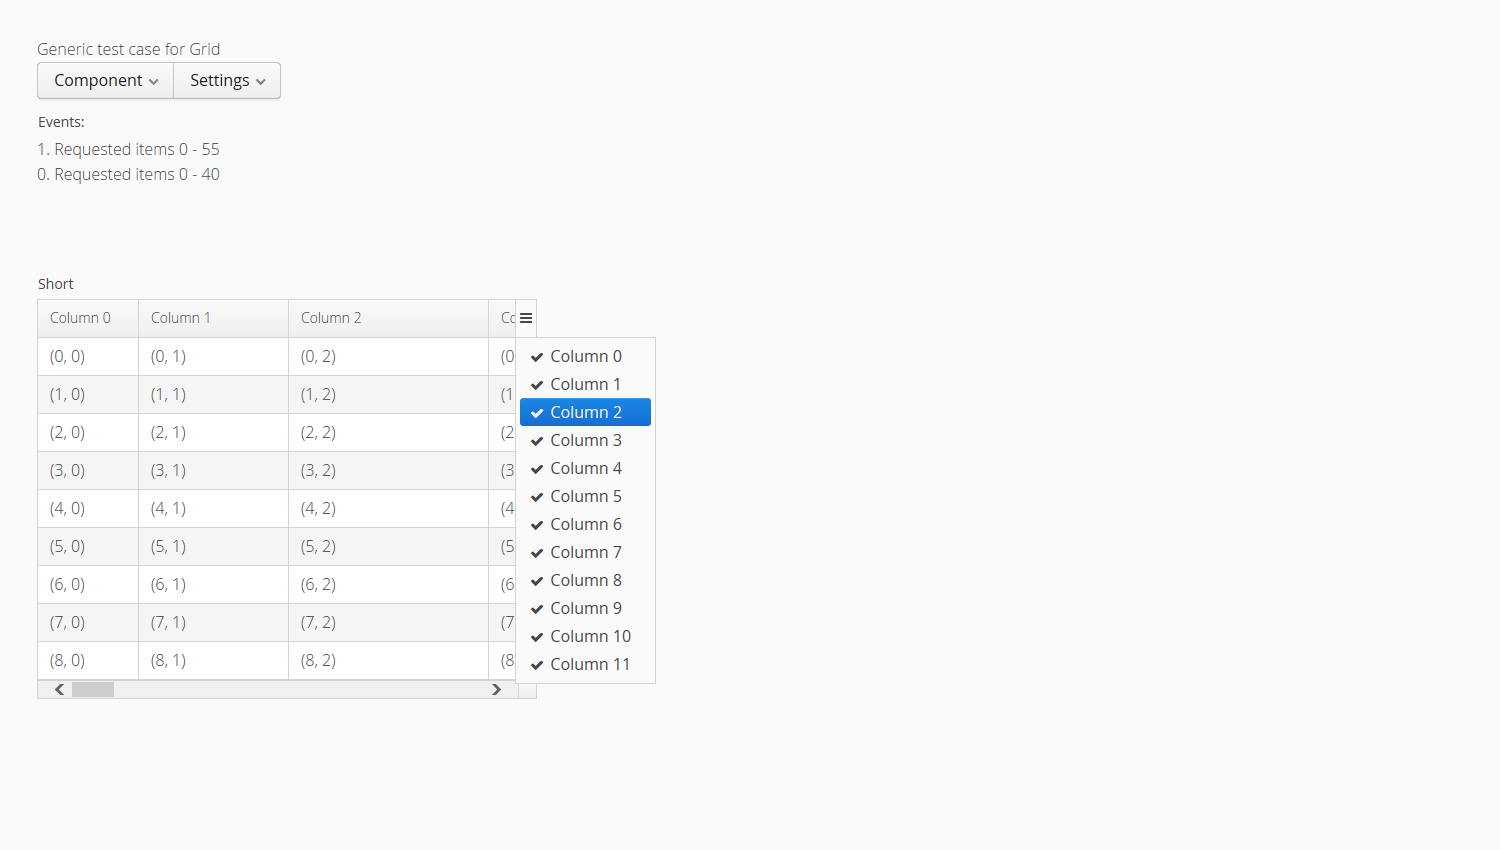 Generic test case for Grid
Component Settings
Events:
1. Requested items 0 - 55
0. Requested items 0 - 40
Short
Column 0 Column 1 Column 2 Co
(0, 0) (0, 1) (0, 2) (0
(1, 0) (1, 1) (1, 2) (1
(2, 0) (2, 1) (2, 2) (2
(3, 0) (3, 1) (3, 2) (3
(4, 0) (4, 1) (4, 2) (4
(5, 0) (5, 1) (5, 2) (5
(6, 0) (6, 1) (6, 2) (6
(7, 0) (7, 1) (7, 2) (7
(8, 0) (8, 1) (8, 2) (8
Column 0
Column 1
Column 2
Column 3
Column 4
Column 5
Column 6
Column 7
Column 8
Column 9
Column 10
Column 11